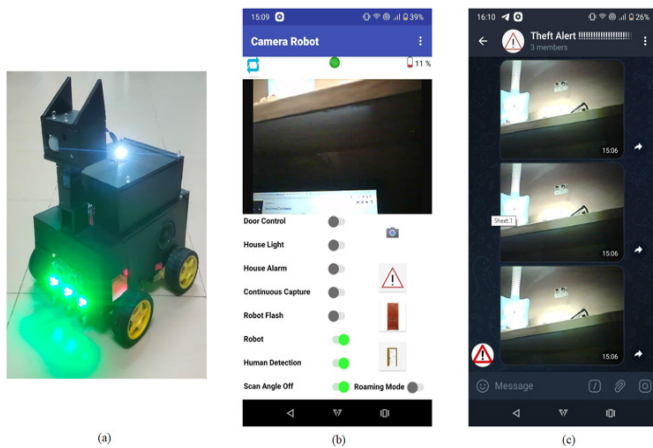 15:09
39%
Camera Robot
11 %
Door Control
House Light
House Alarm
Continuous Capture
Robot Flash
Robot
Human Detection
Scan Angle Off
Roaming Mode
16:10
26%
Theft Alert !!!!!!!!!!!!!!!!!!!!!!!
3 members
15:06
Sheet:1
15:06
15:06
Message
(a)
(b)
(c)